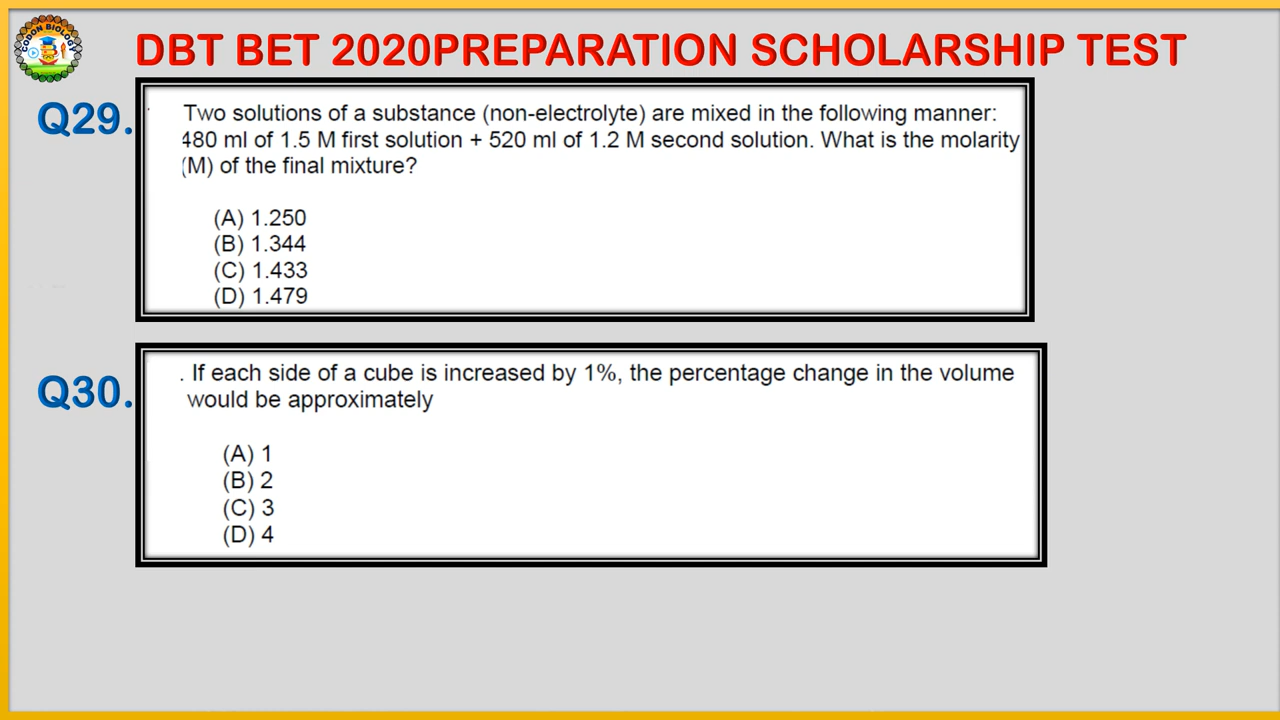 CODON BIOLOGY
DBT BET 2020PREPARATION SCHOLARSHIP TEST
Q29.
Two solutions of a substance (non-electrolyte) are mixed in the following manner:
480 ml of 1.5 M first solution + 520 ml of 1.2 M second solution. What is the molarity
(M) of the final mixture?
(A) 1.250
(B) 1.344
(C) 1.433
(D) 1.479
Q30.
. If each side of a cube is increased by 1%, the percentage change in the volume
would be approximately
(A) 1
(B) 2
(C) 3
(D) 4